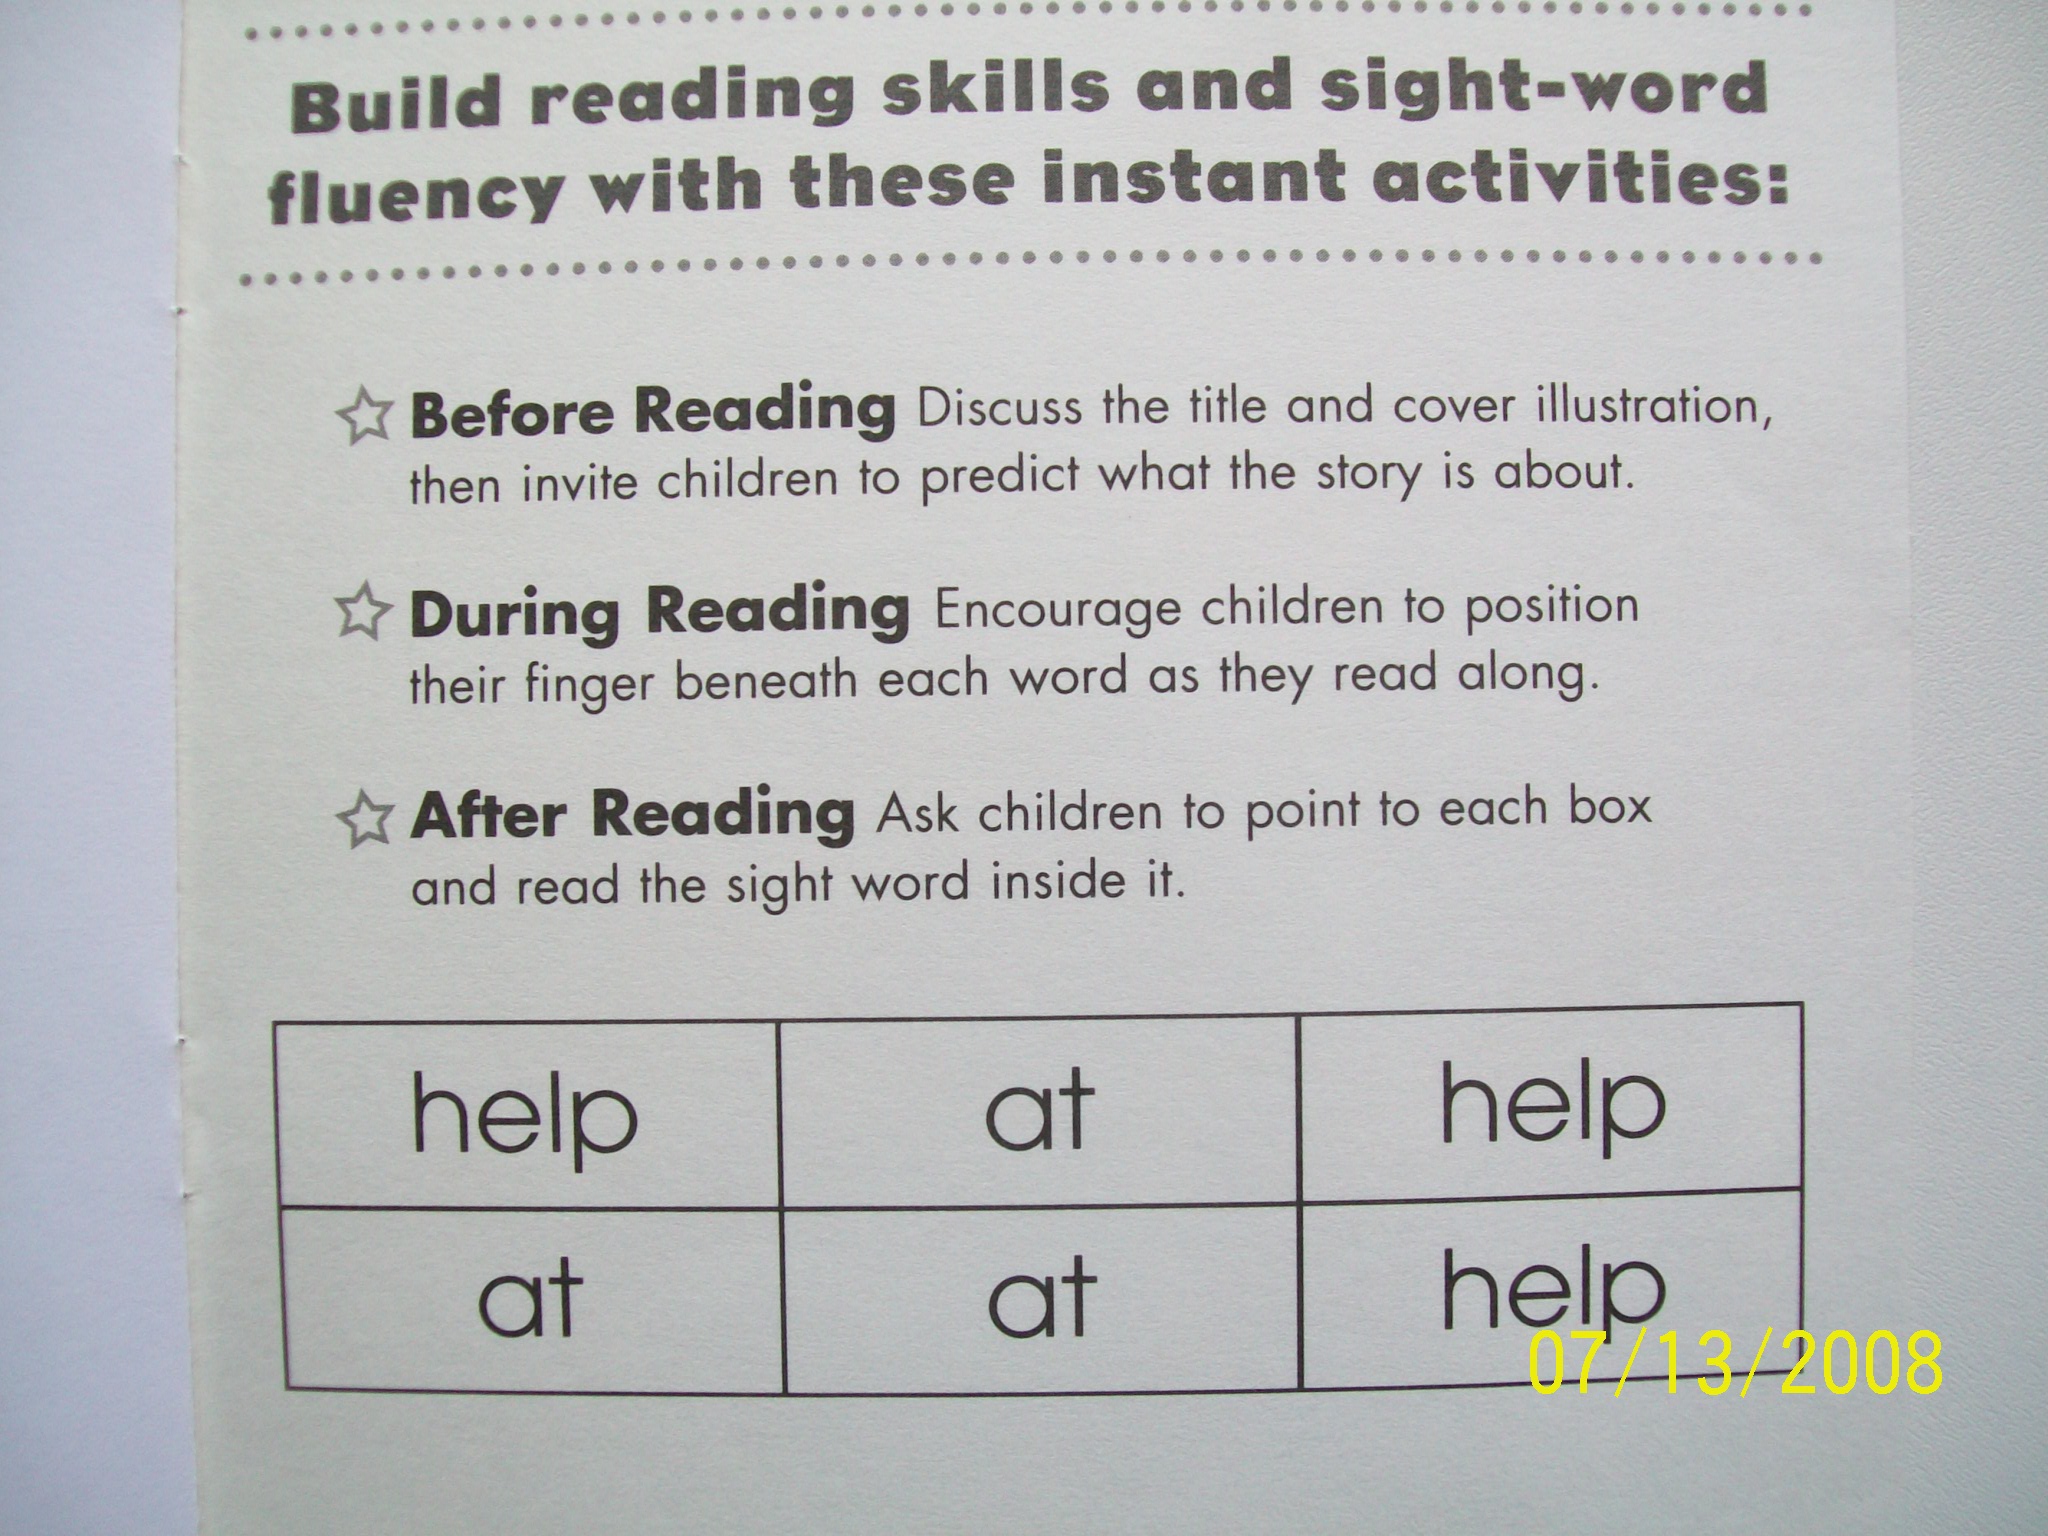 Build reading skills and sight-word
fluency with these instant activities:
Before Reading Discuss the title and cover illustration,
then invite children to predict what the story is about.
During Reading Encourage children to position
their finger beneath each word as they read along.
After Reading Ask children to point to each box
and read the sight word inside it.
help at help
at at help
07/13/2008